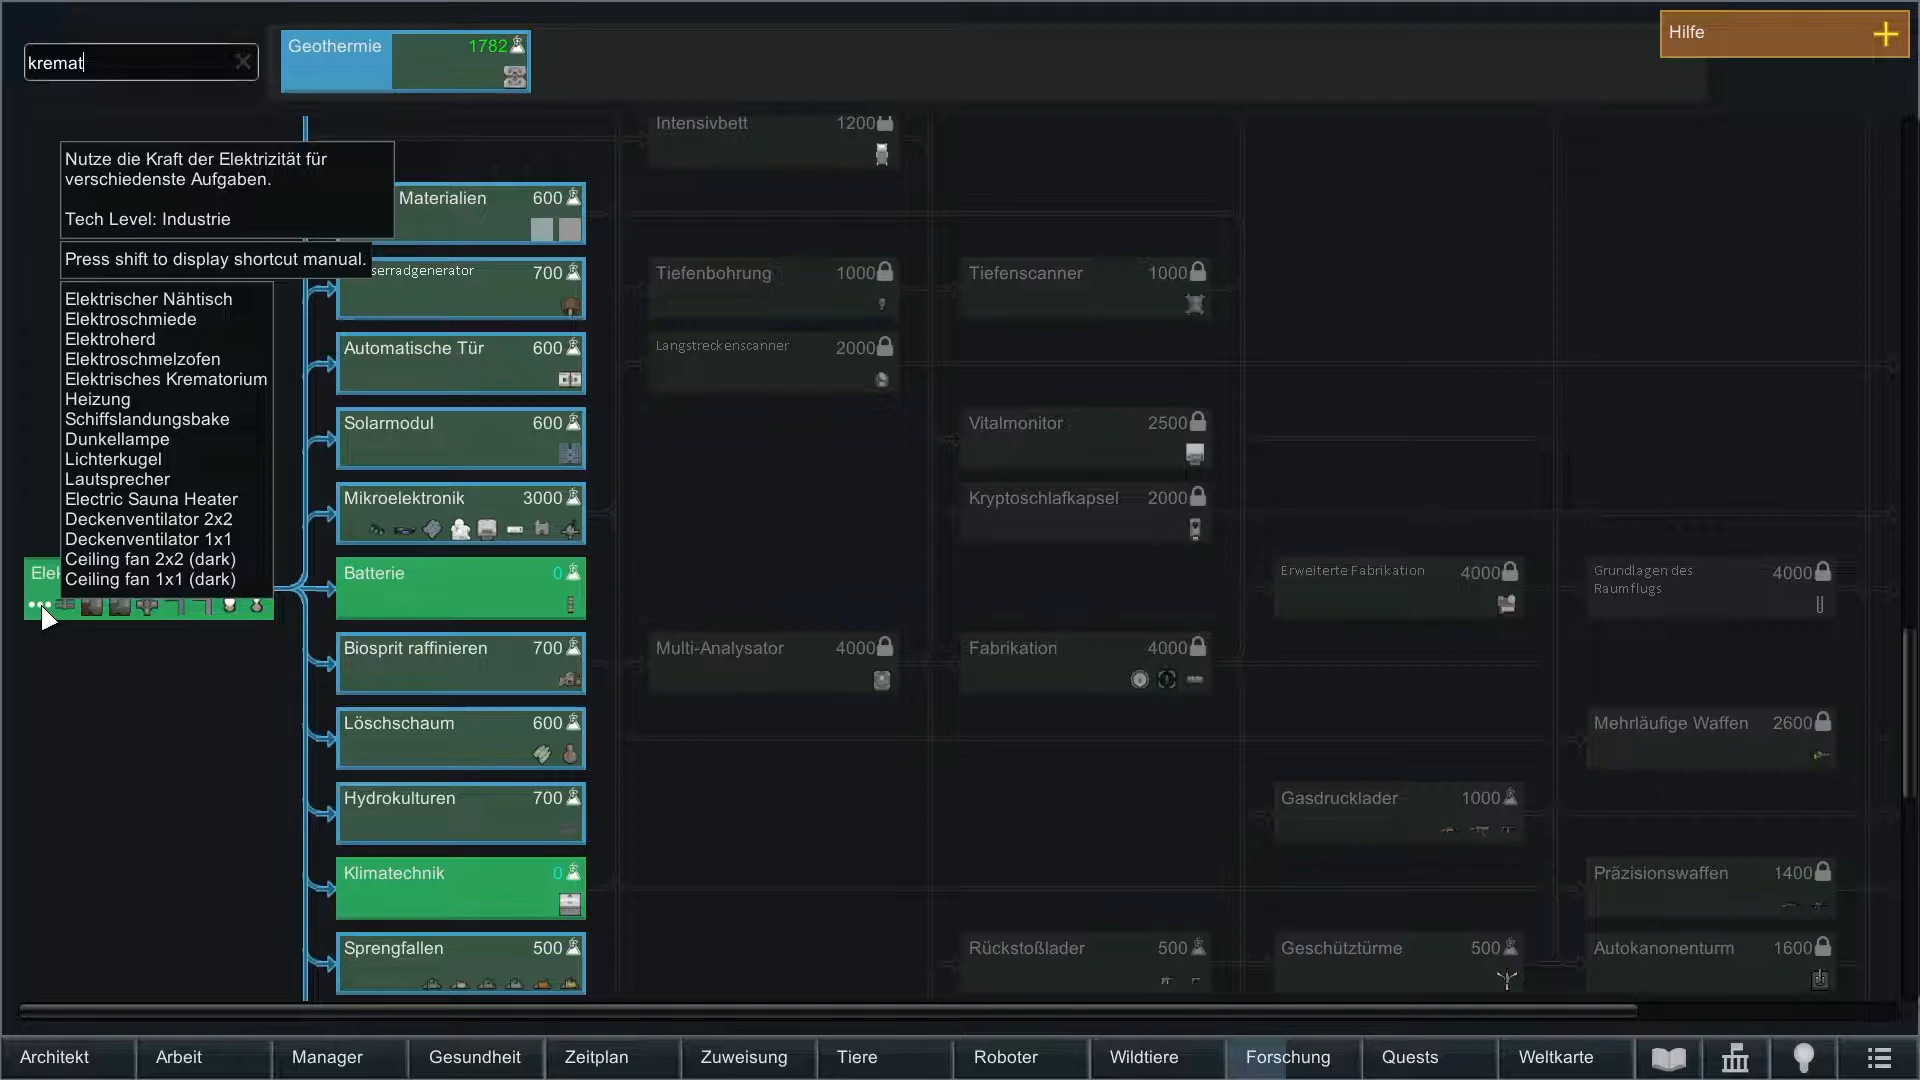 kremat
Geothermie
1782
Hilfe
Intensivbett
1200
Nutze die Kraft der Elektrizität für
verschiedenste Aufgaben.
Tech Level: Industrie
Materialien
600
Press shift to display shortcut manual.
serradgenerator
700
Tiefenbohrung
1000
Tiefenscanner
1000
Elektrischer Nähtisch
Elektroschmiede
Elektroherd
Elektroschmelzofen
Elektrisches Krematorium
Heizung
Schiffslandungsbake
Dunkellampe
Lichterkugel
Lautsprecher
Electric Sauna Heater
Deckenventilator 2x2
Deckenventilator 1x1
Ceiling fan 2x2 (dark)
Ceiling fan 1x1 (dark)
Automatische Tür
600
Langstreckenscanner
2000
Solarmodul
600
Vitalmonitor
2500
Mikroelektronik
3000
Kryptoschlafkapsel
2000
Elek
Batterie
0
Erweiterte Fabrikation
4000
Grundlagen des
Raumflugs
4000
Biosprit raffinieren
700
Multi-Analysator
4000
Fabrikation
4000
Löschschaum
600
Mehrläufige Waffen
2600
Hydrokulturen
700
Gasdrucklader
1000
Klimatechnik
0
Präzisionswaffen
1400
Sprengfallen
500
Rückstoßlader
500
Geschütztürme
500
Autokanonenturm
1600
Architekt
Arbeit
Manager
Gesundheit
Zeitplan
Zuweisung
Tiere
Roboter
Wildtiere
Forschung
Quests
Weltkarte